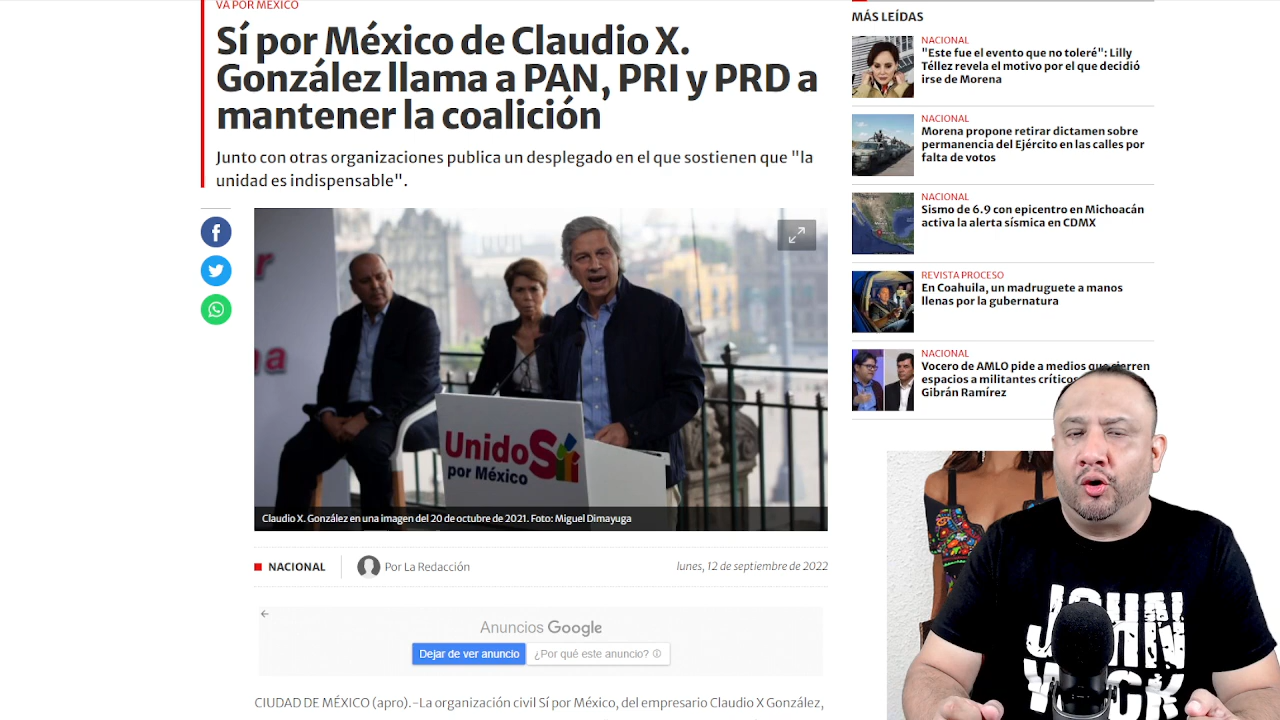 VA POR MÉXICO
Sí por México de Claudio X.
González llama a PAN, PRI y PRD a
mantener la coalición
Junto con otras organizaciones publica un desplegado en el que sostienen que "la
unidad es indispensable".
Unidos Sí
por México
Claudio X. González en una imagen del 20 de octubre de 2021. Foto: Miguel Dimayuga
NACIONAL
Por La Redacción
lunes, 12 de septiembre de 2022
Anuncios Google
Dejar de ver anuncio
¿Por qué este anuncio?
CIUDAD DE MÉXICO (apro).-La organización civil Sí por México, del empresario Claudio X González,
MÁS LEÍDAS
NACIONAL
"Este fue el evento que no toleré": Lilly
Téllez revela el motivo por el que decidió
irse de Morena
NACIONAL
Morena propone retirar dictamen sobre
permanencia del Ejército en las calles por
falta de votos
NACIONAL
Sismo de 6.9 con epicentro en Michoacán
activa la alerta sísmica en CDMX
REVISTA PROCESO
En Coahuila, un madruguete a manos
llenas por la gubernatura
NACIONAL
Vocero de AMLO pide a medios que cierren
espacios a militantes críticos
Gibrán Ramírez
JOHN
WICK